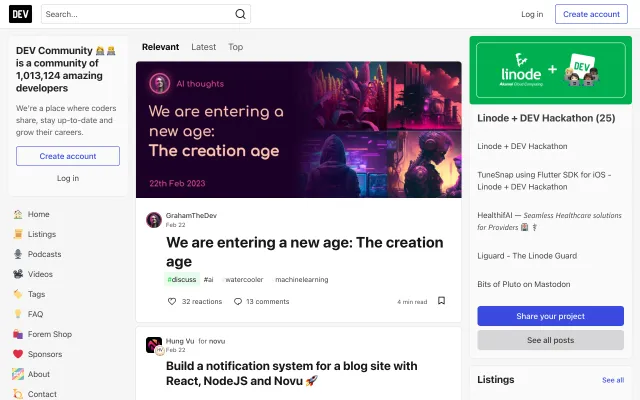 DEV
Search...
Log in
Create account
DEV Community
is a community of
1,013,124 amazing
developers
We're a place where coders
share, stay up-to-date and
grow their careers.
Create account
Log in
Home
Listings
Podcasts
Videos
Tags
FAQ
Forem Shop
Sponsors
About
Contact
Relevant
Latest
Top
AI thoughts
We are entering a
new age:
The creation age
22th Feb 2023
GrahamTheDev
Feb 22
We are entering a new age: The creation
age
#discuss #ai #watercooler #machinelearning
32 reactions
13 comments
4 min read
Hung Vu for novu
Feb 22
Build a notification system for a blog site with
React, NodeJS and Novu 🚀
linode
Akamai Cloud Computing
+
DEV
Linode + DEV Hackathon (25)
Linode + DEV Hackathon
TuneSnap using Flutter SDK for iOS -
Linode + DEV Hackathon
HealthifAI — Seamless Healthcare solutions
for Providers 🏥⚕
Liguard - The Linode Guard
Bits of Pluto on Mastodon
Share your project
See all posts
Listings
See all